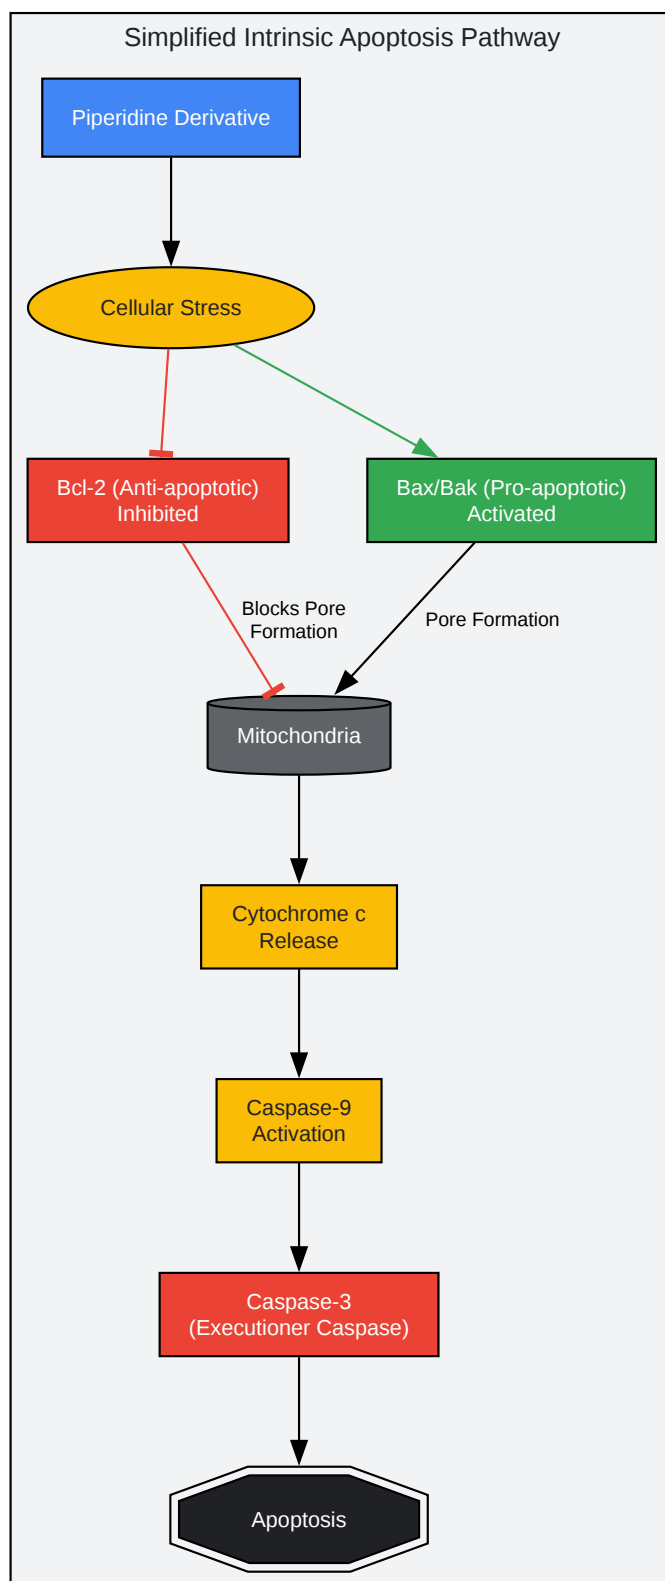 Simplified Intrinsic Apoptosis Pathway
Piperidine Derivative
Cellular Stress
Bcl-2 (Anti-apoptotic)
Inhibited
Bax/Bak (Pro-apoptotic)
Activated
Blocks Pore
Formation
Pore Formation
Mitochondria
Cytochrome c
Release
Caspase-9
Activation
Caspase-3
(Executioner Caspase)
Apoptosis